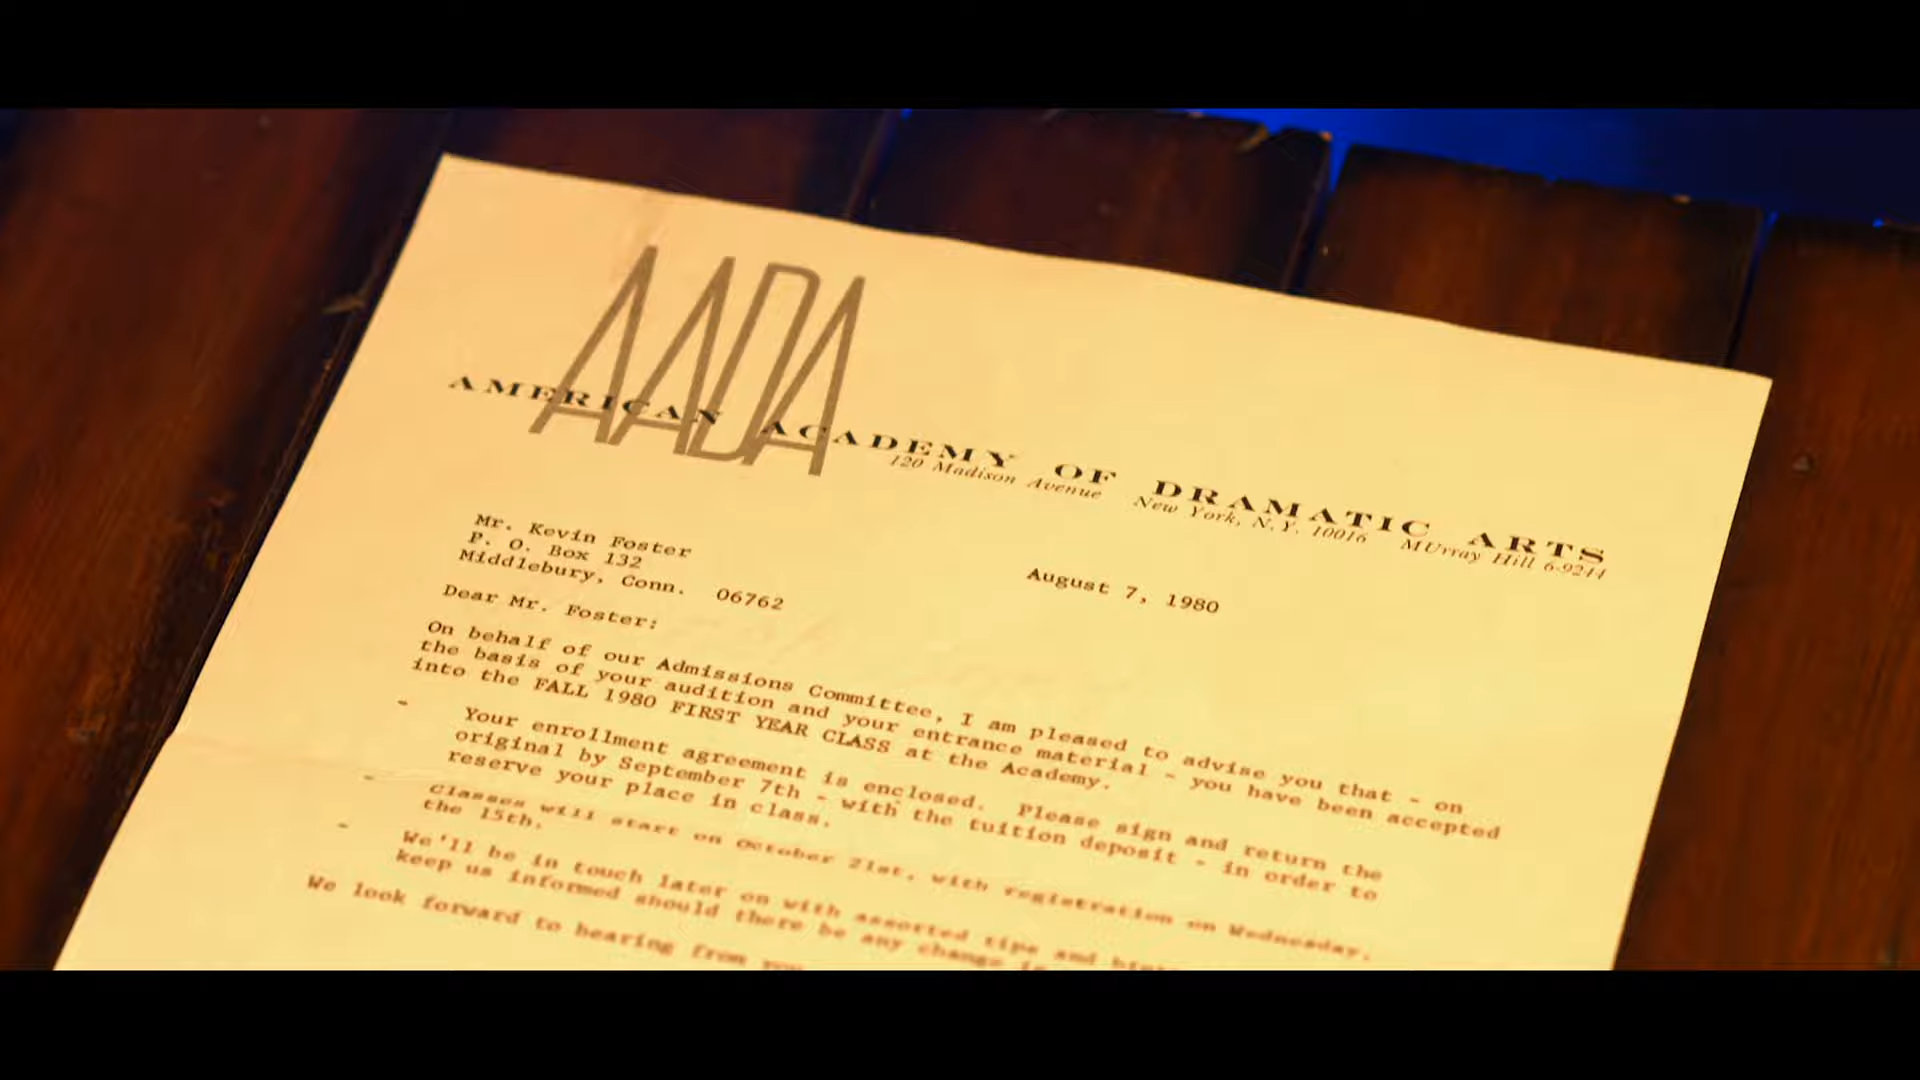 AADA
AMERICAN ACADEMY OF DRAMATIC ARTS
120 Madison Avenue New York, N.Y. 10016 MUrray Hill 6-9244
Mr. Kevin Foster
P. O. Box 132
Middlebury, Conn. 06762
August 7, 1980
Dear Mr. Foster:
On behalf of our Admissions Committee, I am pleased to advise you that - on
the basis of your audition and your entrance material - you have been accepted
into the FALL 1980 FIRST YEAR CLASS at the Academy.
- Your enrollment agreement is enclosed. Please sign and return the
original by September 7th - with the tuition deposit - in order to
reserve your place in class.
- Classes will start on October 21st, with registration on Wednesday,
the 15th.
- We'll be in touch later on with assorted tips and
keep us informed should there be any change in
We look forward to hearing from you